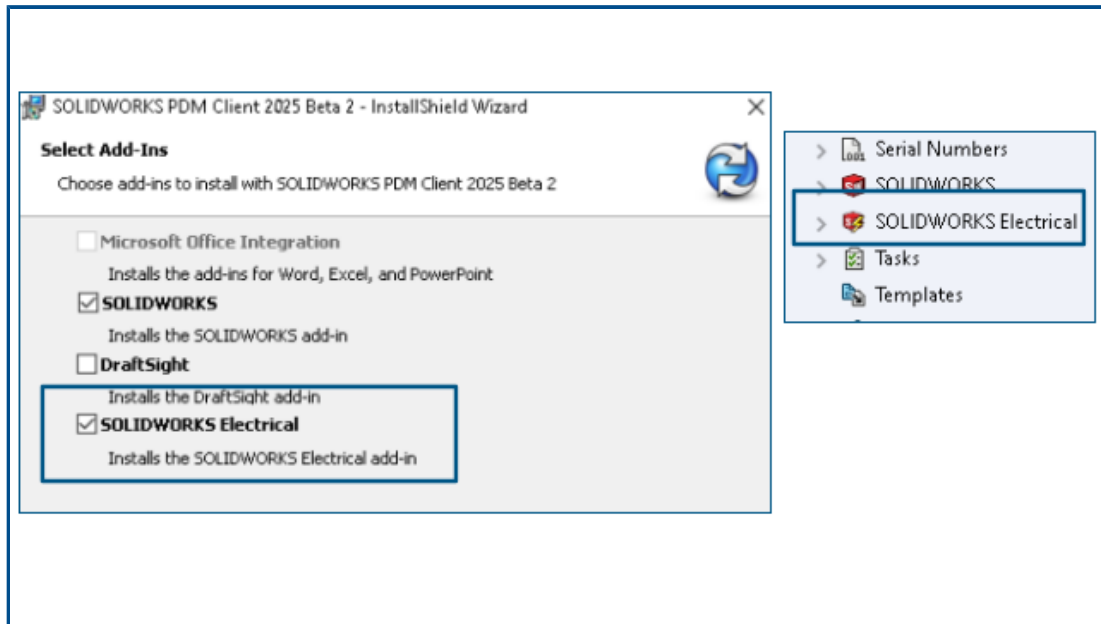 SOLIDWORKS PDM Client 2025 Beta 2 - InstallShield Wizard
Select Add-Ins
Choose add-ins to install with SOLIDWORKS PDM Client 2025 Beta 2
Microsoft Office Integration
Installs the add-ins for Word, Excel, and PowerPoint
SOLIDWORKS
Installs the SOLIDWORKS add-in
DraftSight
Installs the DraftSight add-in
SOLIDWORKS Electrical
Installs the SOLIDWORKS Electrical add-in
Serial Numbers
SOLIDWORKS
SOLIDWORKS Electrical
Tasks
Templates